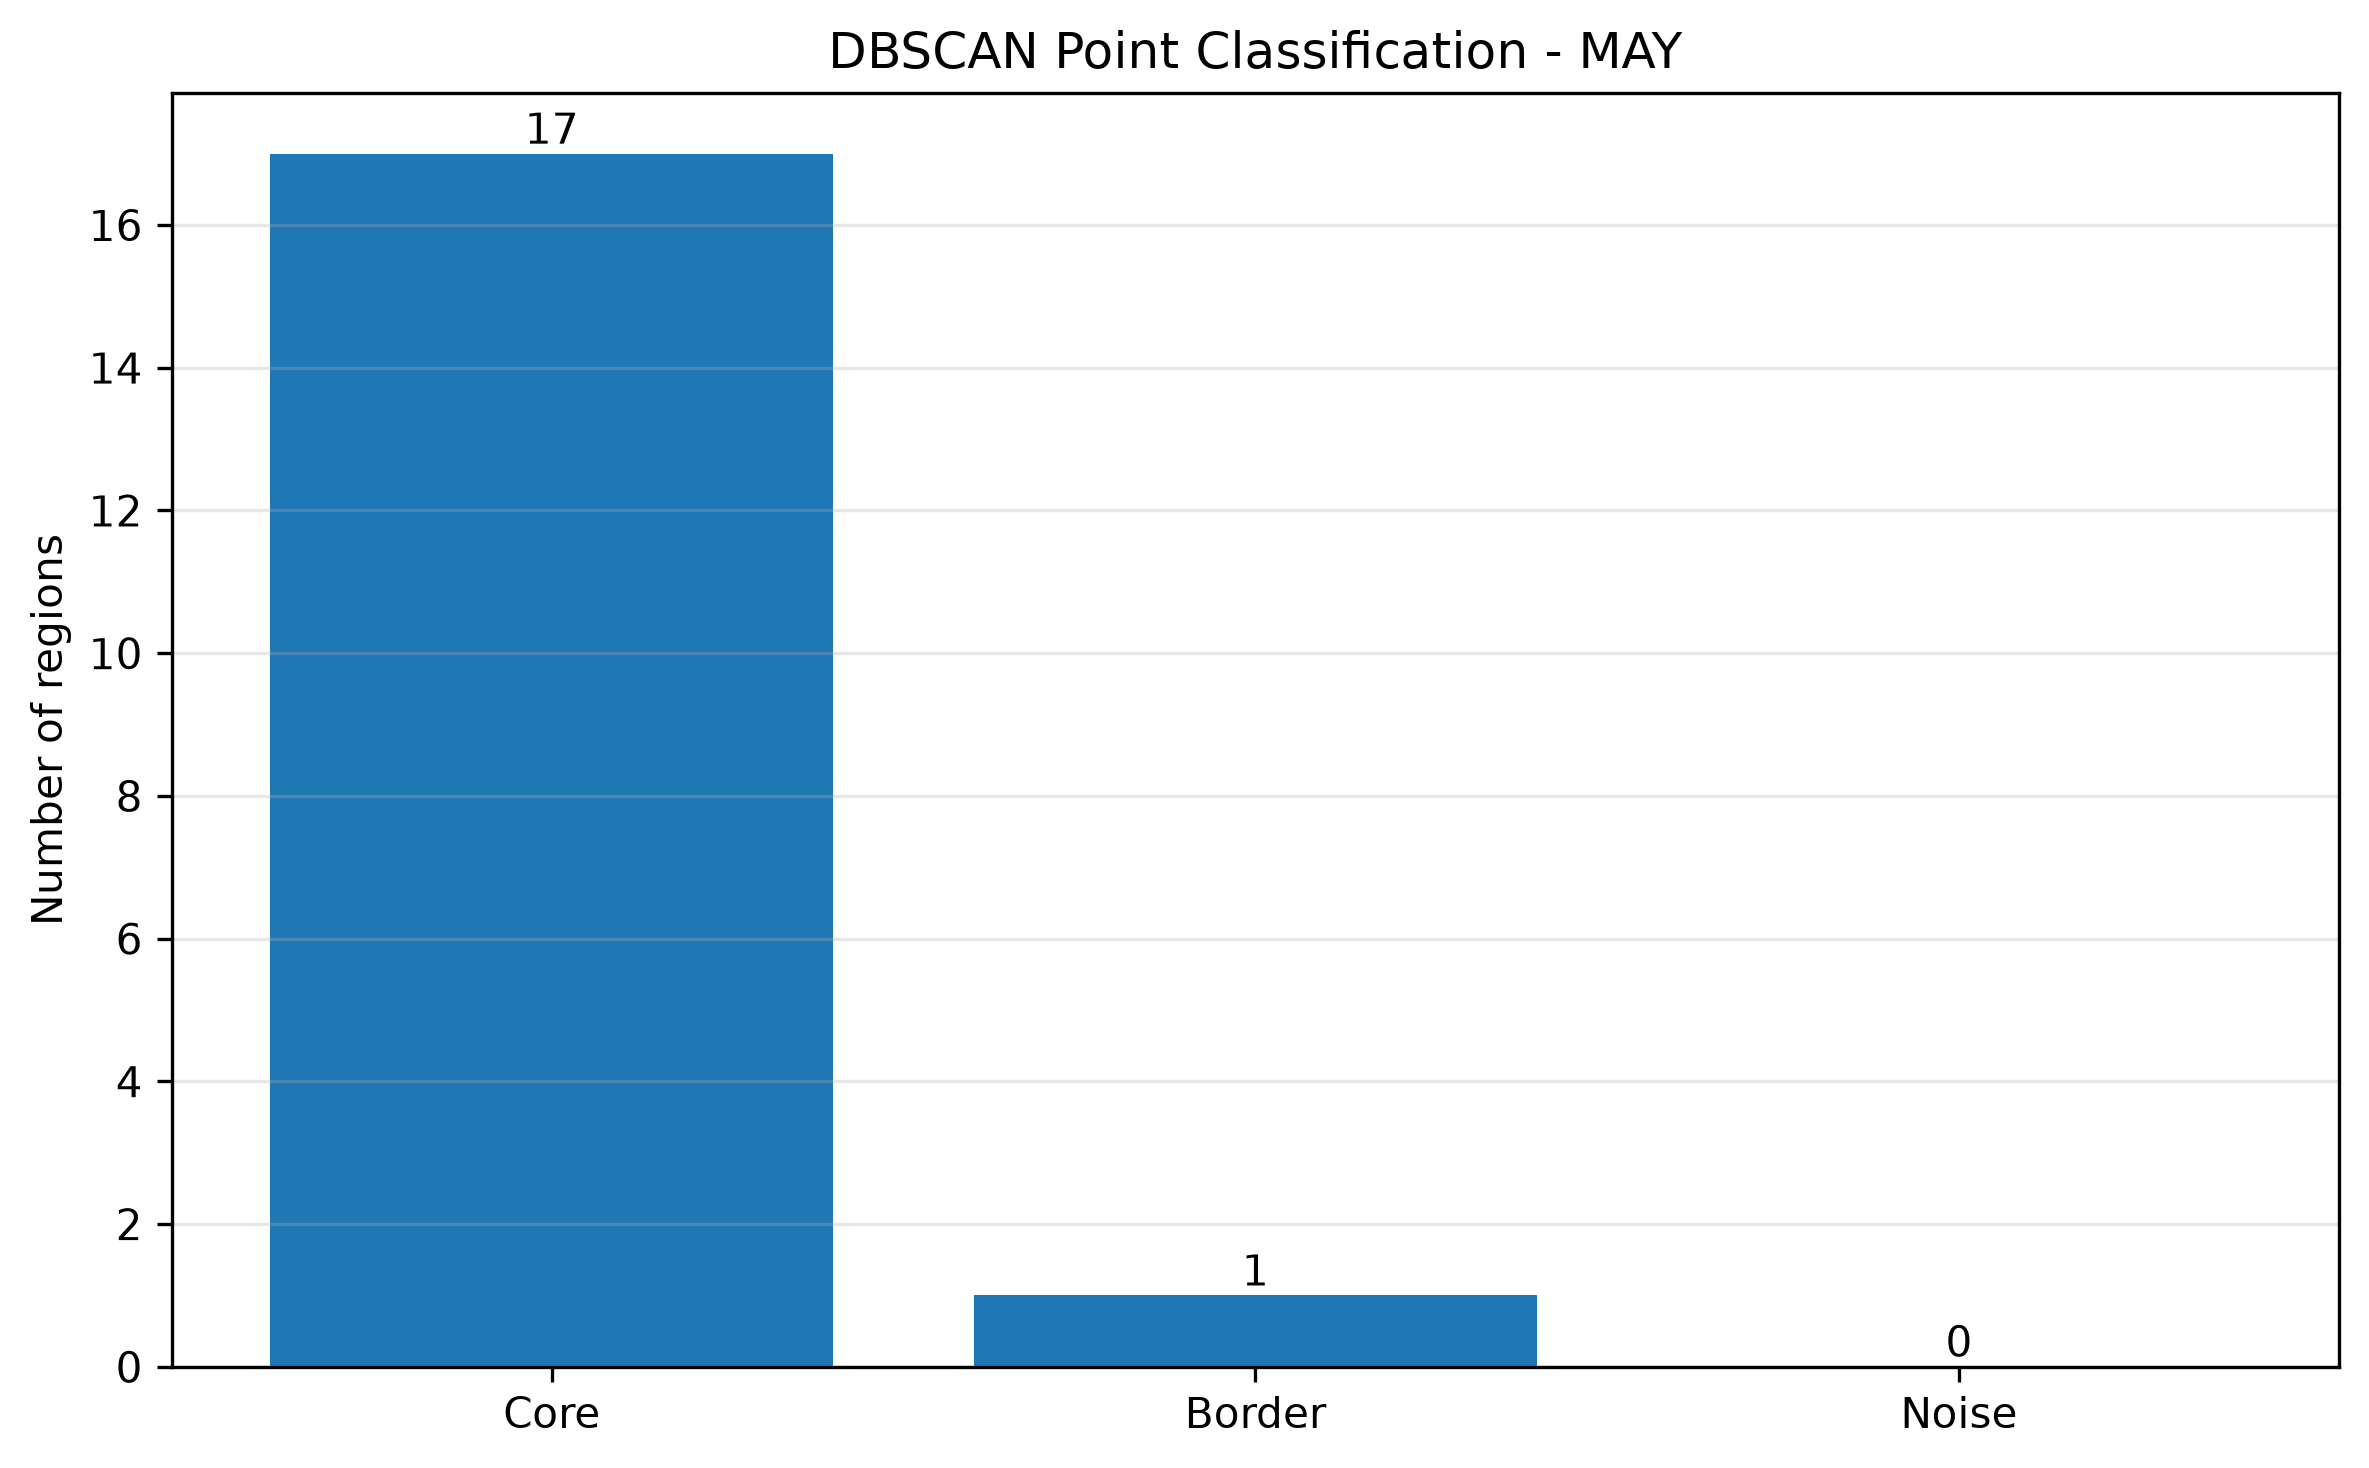 DBSCAN Point Classification - MAY
Number of regions
16
14
12
10
8
6
4
2
0
17
1
0
Core
Border
Noise